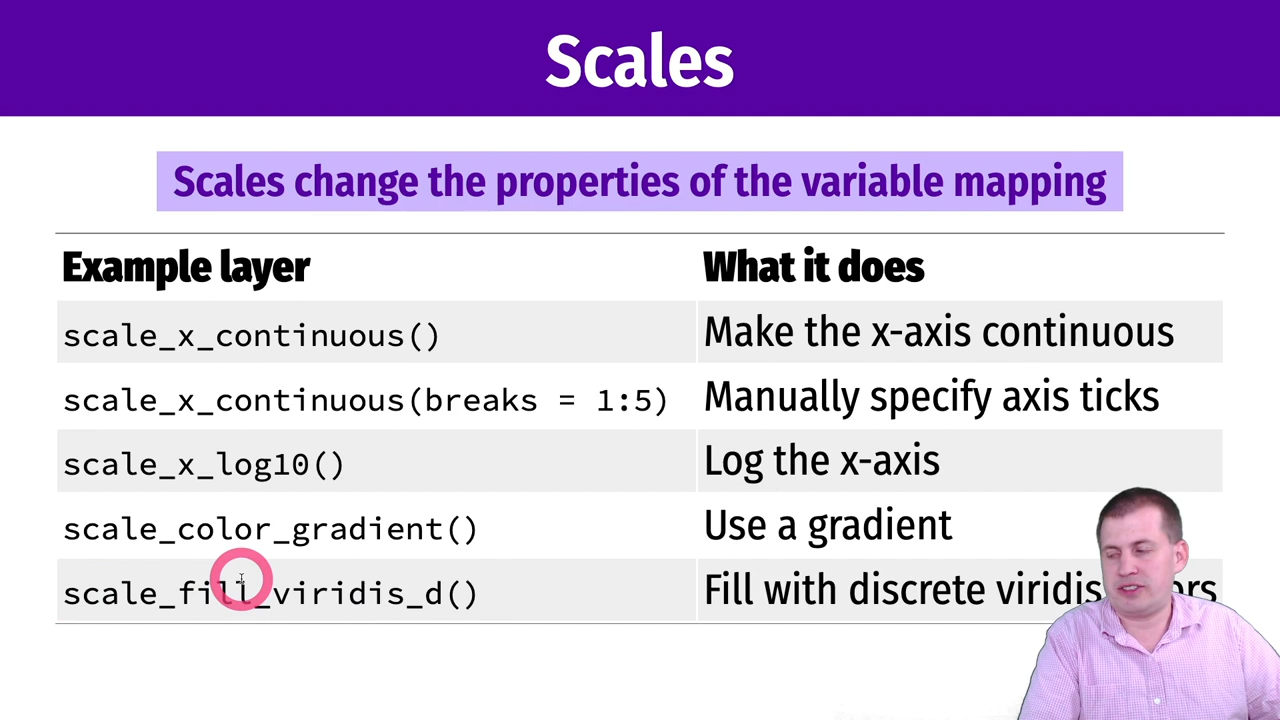 Scales
Scales change the properties of the variable mapping
Example layer What it does
scale_x_continuous() Make the x-axis continuous
scale_x_continuous(breaks = 1:5) Manually specify axis ticks
scale_x_log10() Log the x-axis
scale_color_gradient() Use a gradient
scale_fill_viridis_d() Fill with discrete viridis